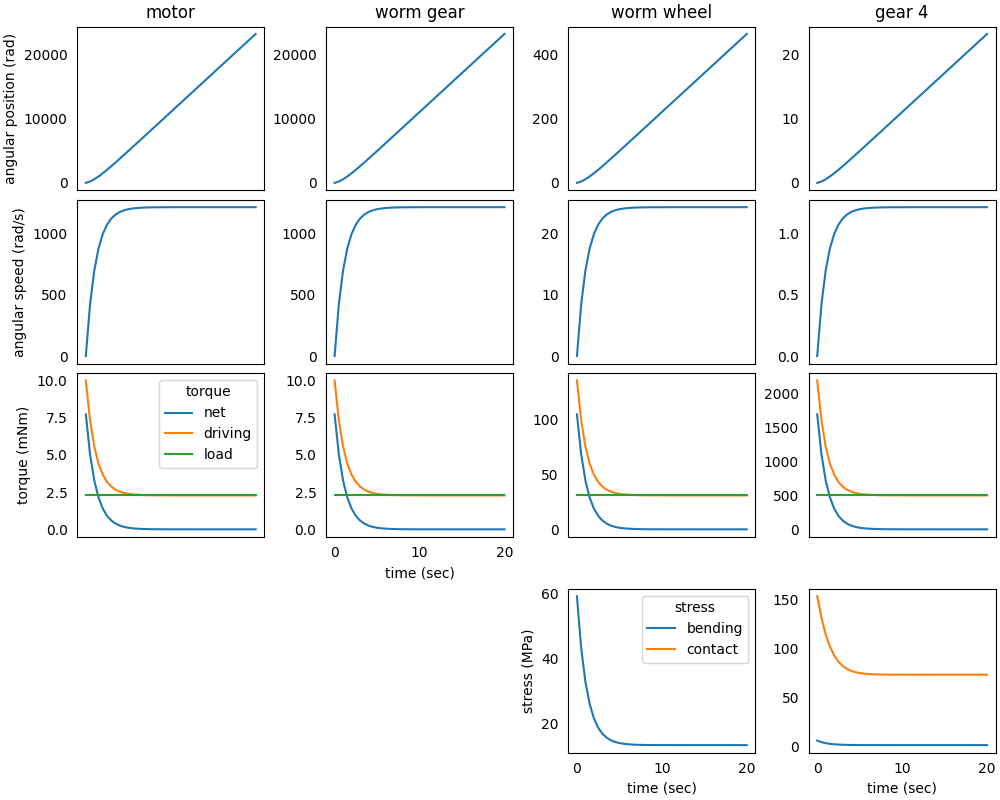 motor worm gear worm wheel gear 4
angular position (rad)
20000
10000
0
20000
10000
0
400
200
0
20
10
0
angular speed (rad/s)
1000
500
0
1000
500
0
20
10
0
1.0
0.5
0.0
torque (mNm)
10.0
7.5
5.0
2.5
0.0
torque
net
driving
load
10.0
7.5
5.0
2.5
0.0
0 10 20
time (sec)
100
50
0
2000
1500
1000
500
0
stress (MPa)
60
40
20
stress
bending
contact
0 10 20
time (sec)
150
100
50
0
0 10 20
time (sec)